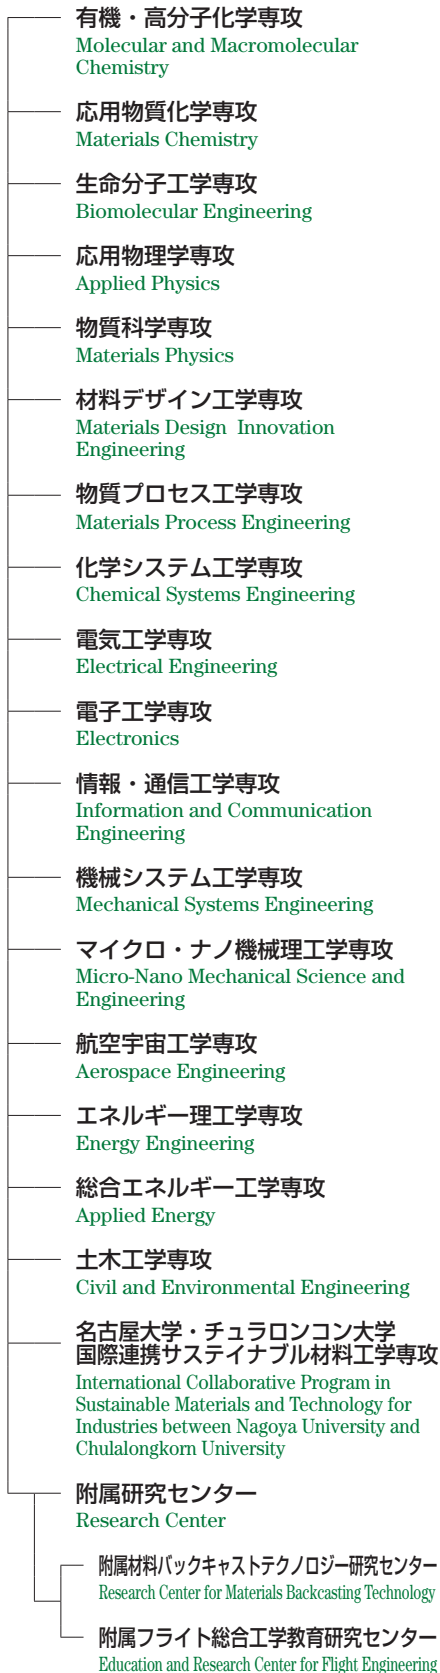 有機・高分子化学専攻
Molecular and Macromolecular
Chemistry
応用物質化学専攻
Materials Chemistry
生命分子工学専攻
Biomolecular Engineering
応用物理学専攻
Applied Physics
物質科学専攻
Materials Physics
材料デザイン工学専攻
Materials Design Innovation
Engineering
物質プロセス工学専攻
Materials Process Engineering
化学システム工学専攻
Chemical Systems Engineering
電気工学専攻
Electrical Engineering
電子工学専攻
Electronics
情報・通信工学専攻
Information and Communication
Engineering
機械システム工学専攻
Mechanical Systems Engineering
マイクロ・ナノ機械理工学専攻
Micro-Nano Mechanical Science and
Engineering
航空宇宙工学専攻
Aerospace Engineering
エネルギー理工学専攻
Energy Engineering
総合エネルギー工学専攻
Applied Energy
土木工学専攻
Civil and Environmental Engineering
名古屋大学・チュラロンコン大学
国際連携サステイナブル材料工学専攻
International Collaborative Program in
Sustainable Materials and Technology for
Industries between Nagoya University and
Chulalongkorn University
附属研究センター
Research Center
附属材料バックキャストテクノロジー研究センター
Research Center for Materials Backcasting Technology
附属フライト総合工学教育研究センター
Education and Research Center for Flight Engineering